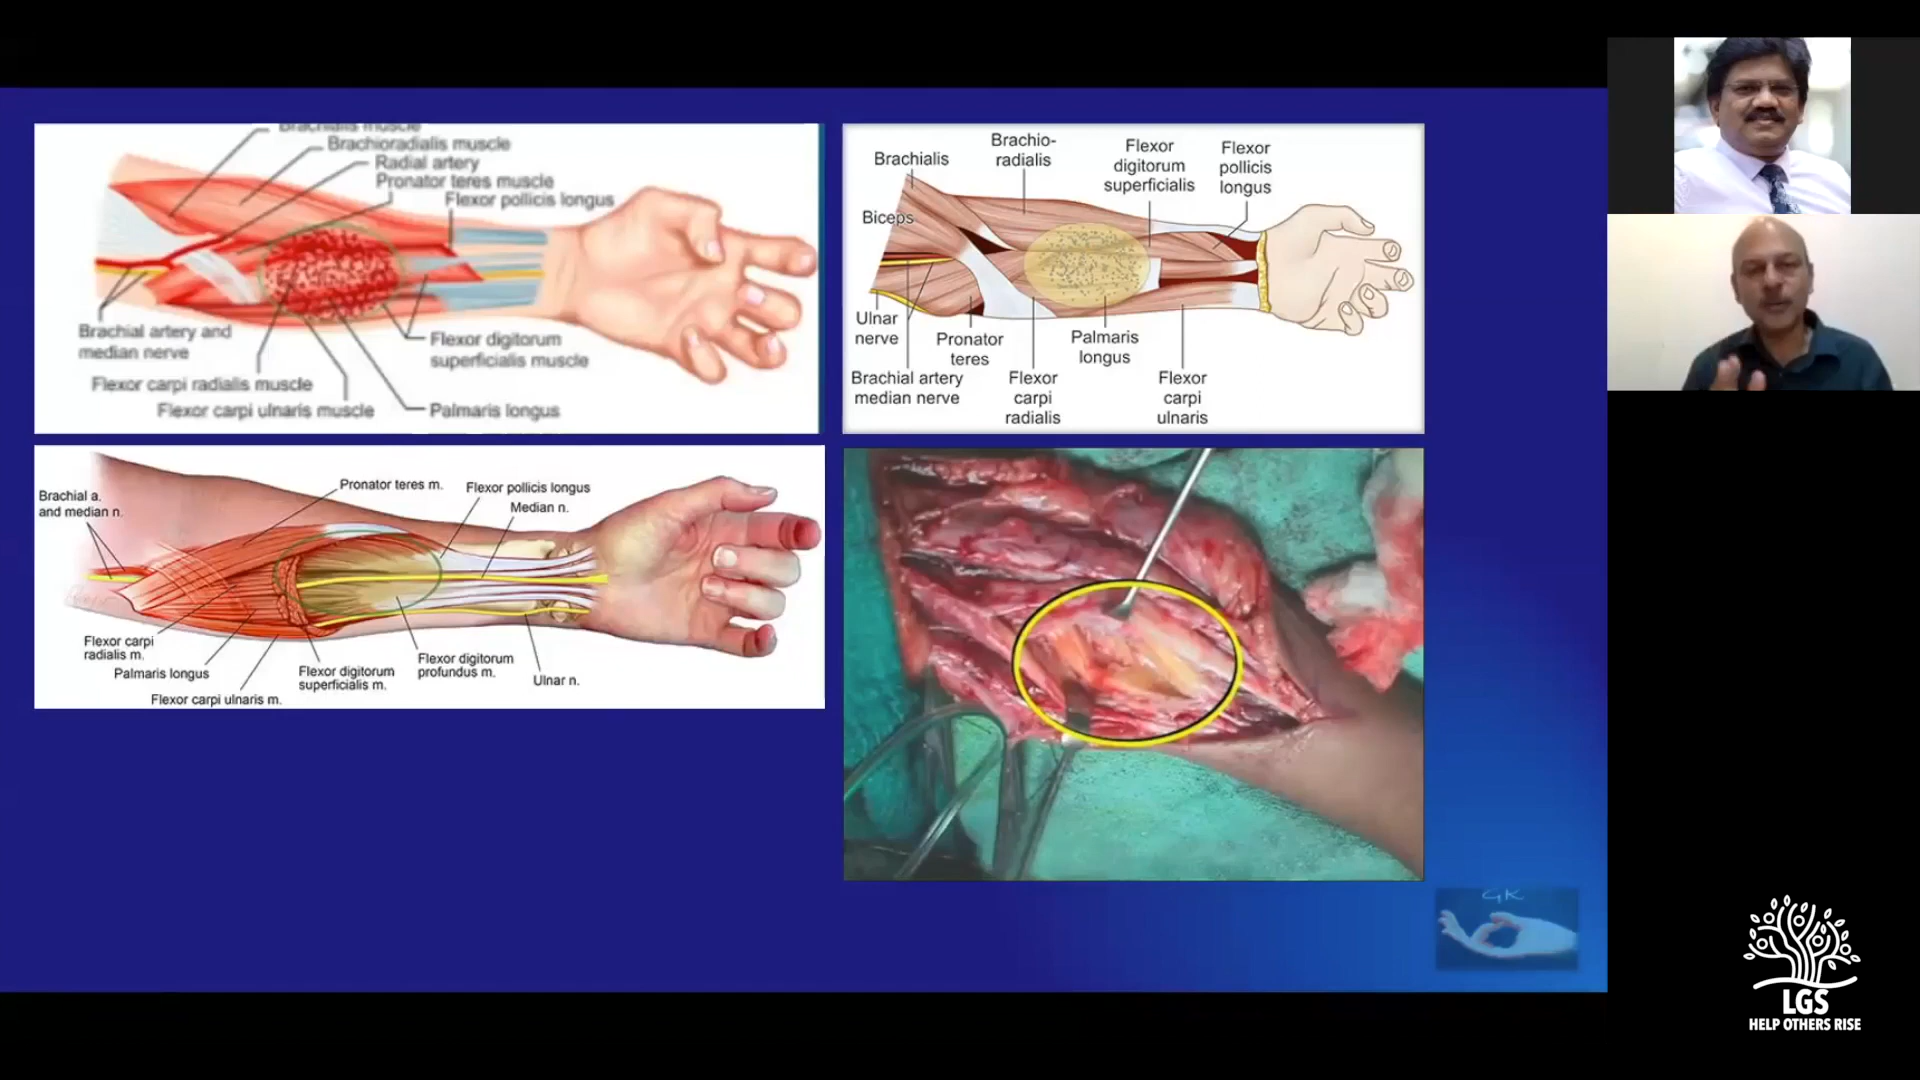 Brachialis muscle
Brachioradialis muscle
Radial artery
Pronator teres muscle
Flexor pollicis longus
Brachial artery and
median nerve
Flexor digitorum
superficialis muscle
Flexor carpi radialis muscle
Flexor carpi ulnaris muscle
Palmaris longus
Brachialis
Brachio-
radialis
Flexor
digitorum
superficialis
Flexor
pollicis
longus
Biceps
Ulnar
nerve
Pronator
teres
Palmaris
longus
Brachial artery
median nerve
Flexor
carpi
radialis
Flexor
carpi
ulnaris
Brachial a.
and median n.
Pronator teres m.
Flexor pollicis longus
Median n.
Flexor carpi
radialis m.
Palmaris longus
Flexor carpi ulnaris m.
Flexor digitorum
superficialis m.
Flexor digitorum
profundus m.
Ulnar n.
GK
LGS
HELP OTHERS RISE